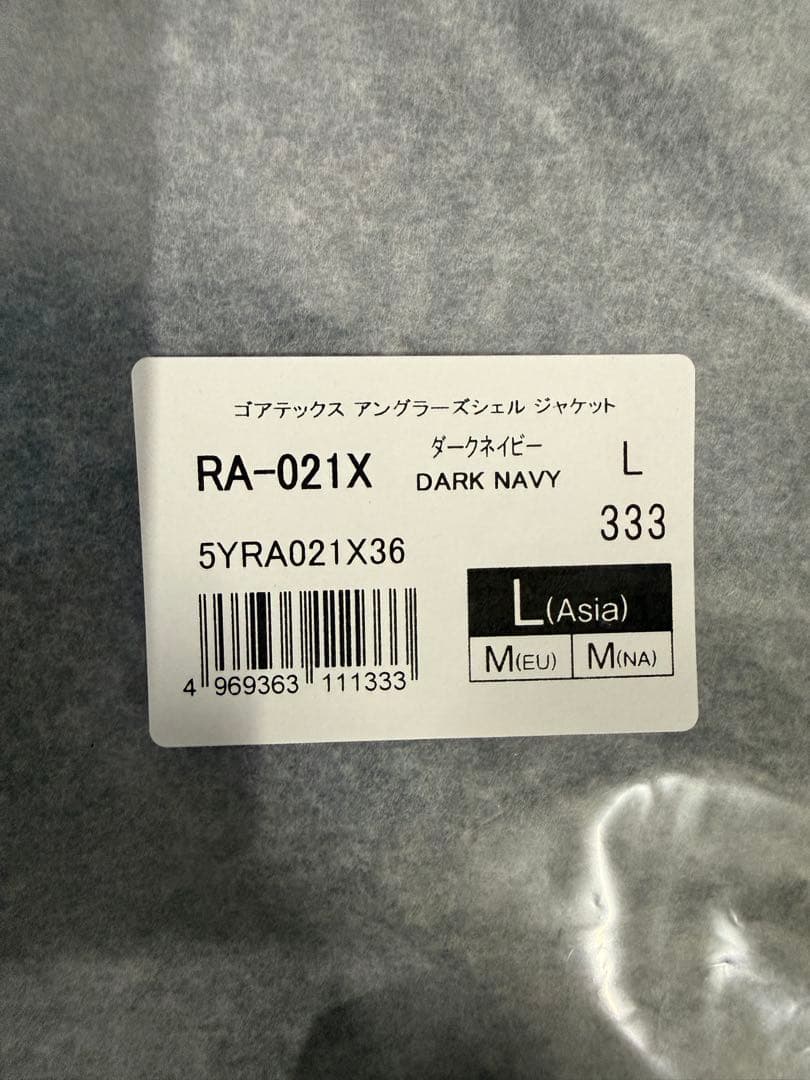 ゴアテックス アングラーズシェル ジャケット
RA-021X
ダークネイビー
DARK NAVY
L
333
5YRA021X36
4 969363 111333
L(Asia)
M(EU) M(NA)